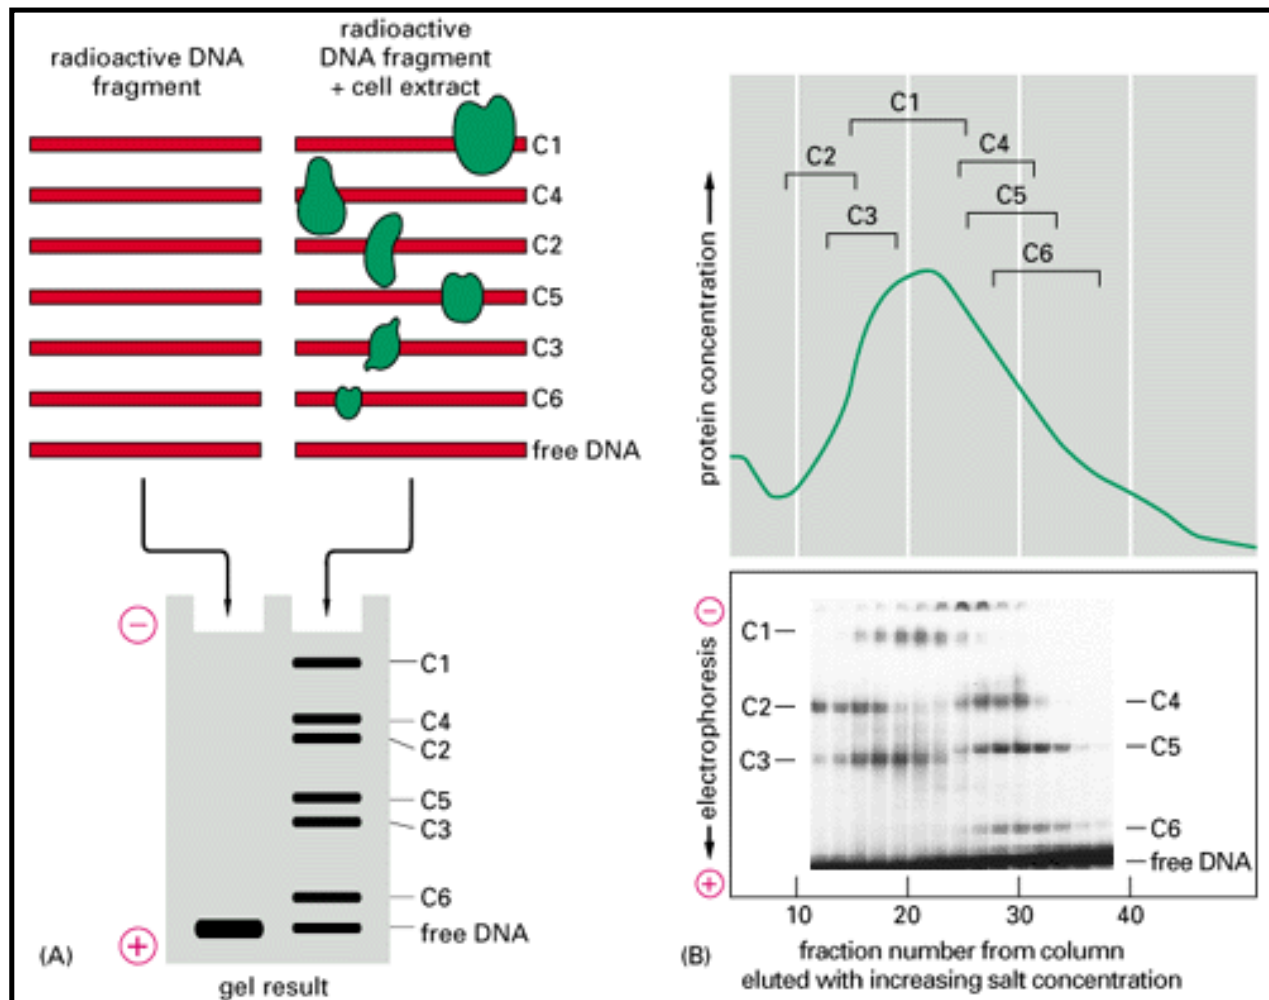 radioactive DNA
fragment
radioactive
DNA fragment
+ cell extract
C1
C4
C2
C5
C3
C6
free DNA
−
+
C1
C4
C2
C5
C3
C6
free DNA
(A)
gel result
protein concentration
C1
C2
C4
C3
C5
C6
−
electrophoresis
+
C1
C2
C3
C4
C5
C6
free DNA
10 20 30 40
(B)
fraction number from column
eluted with increasing salt concentration